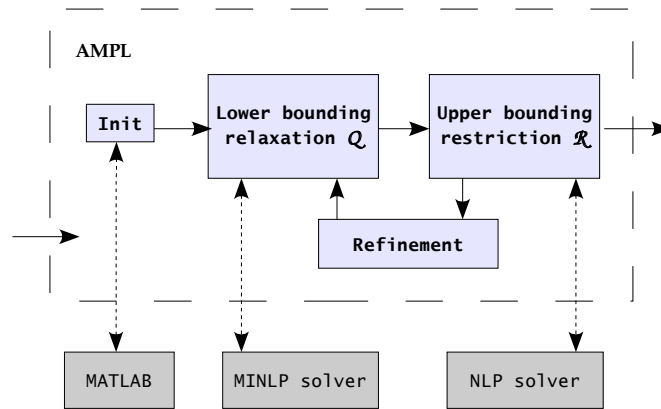 AMPL
Init
Lower bounding
relaxation 𝒬
Upper bounding
restriction ℛ
Refinement
MATLAB
MINLP solver
NLP solver